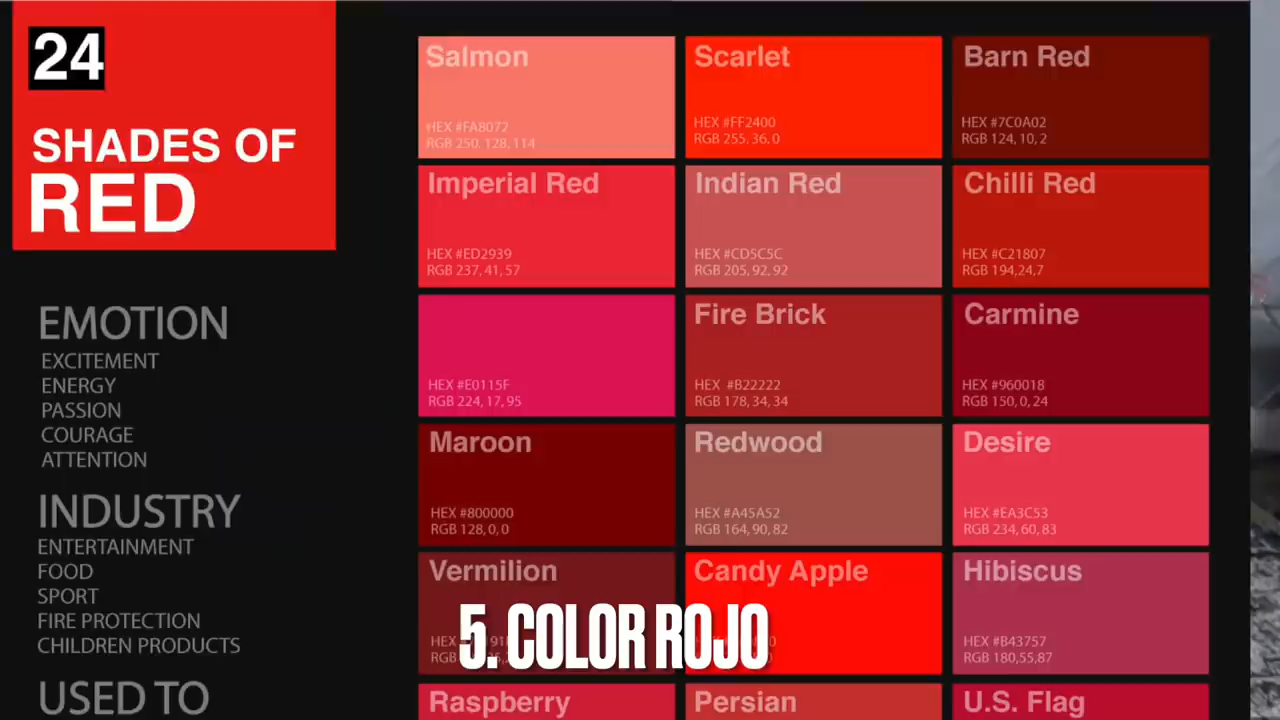 24
SHADES OF
RED
EMOTION
EXCITEMENT
ENERGY
PASSION
COURAGE
ATTENTION
INDUSTRY
ENTERTAINMENT
FOOD
SPORT
FIRE PROTECTION
CHILDREN PRODUCTS
USED TO
Salmon
HEX #FA8072
RGB 250, 128, 114
Scarlet
HEX #FF2400
RGB 255, 36, 0
Barn Red
HEX #7C0A02
RGB 124, 10, 2
Imperial Red
HEX #ED2939
RGB 237, 41, 57
Indian Red
HEX #CD5C5C
RGB 205, 92, 92
Chilli Red
HEX #C21807
RGB 194,24,7
HEX #E0115F
RGB 224, 17, 95
Fire Brick
HEX #B22222
RGB 178, 34, 34
Carmine
HEX #960018
RGB 150, 0, 24
Maroon
HEX #800000
RGB 128, 0, 0
Redwood
HEX #A45A52
RGB 164, 90, 82
Desire
HEX #EA3C53
RGB 234, 60, 83
Vermilion
HEX
Candy Apple
Hibiscus
HEX #B43757
RGB 180,55,87
5. COLOR ROJO
Raspberry
Persian
U.S. Flag